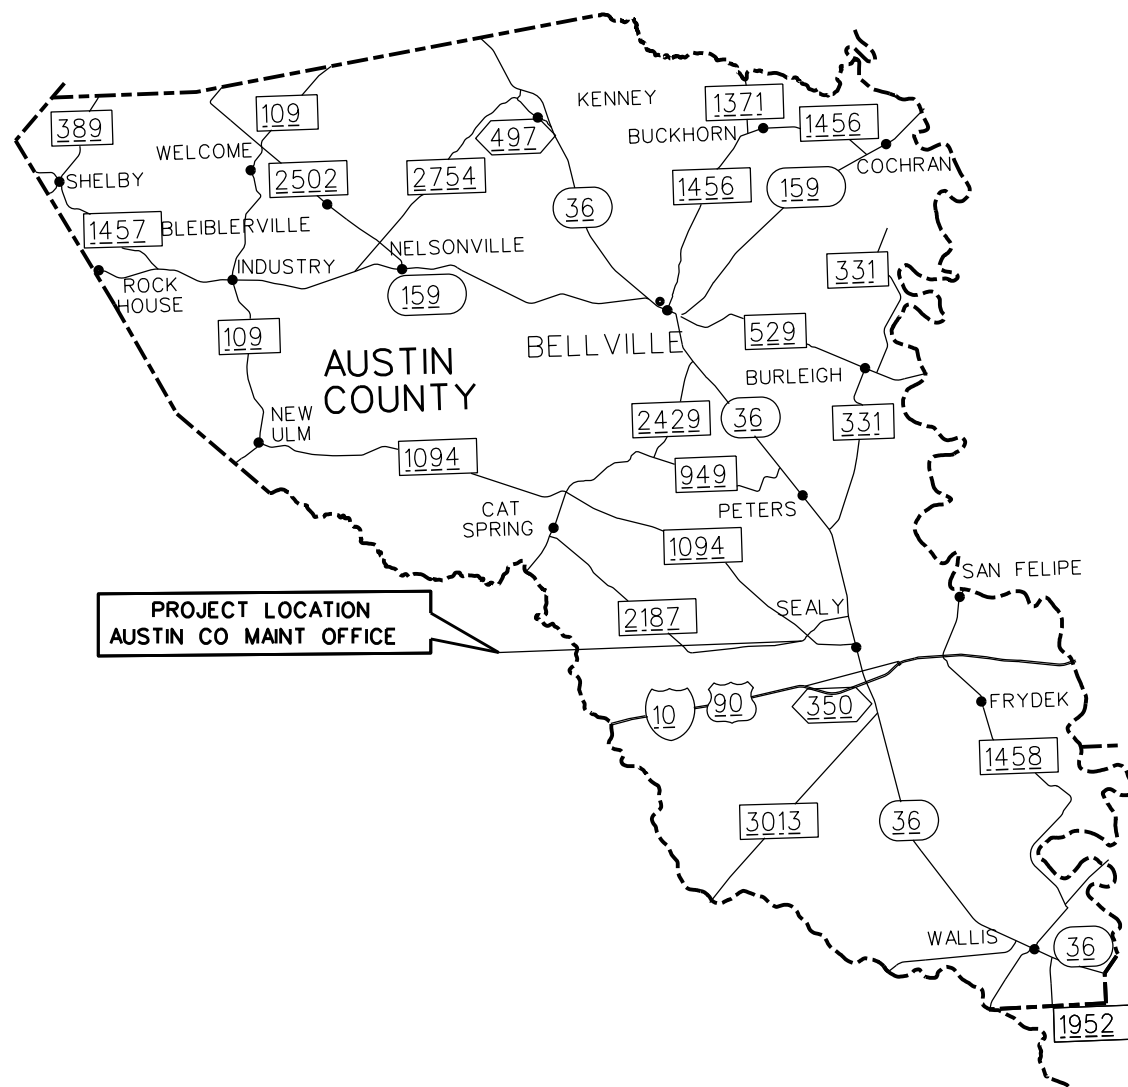 KENNEY
1371
389
109
497
BUCKHORN
1456
WELCOME
COCHRAN
SHELBY
2502
2754
1456
159
36
1457
BLEIBLERVILLE
NELSONVILLE
INDUSTRY
331
ROCK
HOUSE
159
109
BELLVILLE
529
AUSTIN
COUNTY
BURLEIGH
NEW
ULM
2429
36
331
1094
949
CAT
SPRING
PETERS
1094
SAN FELIPE
PROJECT LOCATION
AUSTIN CO MAINT OFFICE
2187
SEALY
10
90
350
FRYDEK
1458
3013
36
WALLIS
36
1952